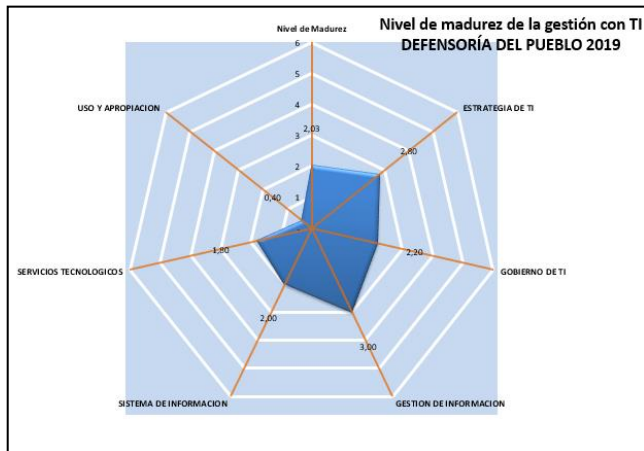 Nivel de madurez de la gestión con TI
DEFENSORÍA DEL PUEBLO 2019
Nivel de Madurez
6
5
4
3
2,03
2
1
ESTRATEGIA DE TI
2,80
USO Y APROPIACION
0,40
SERVICIOS TECNOLOGICOS
1,80
2,20
GOBIERNO DE TI
2,00
3,00
SISTEMA DE INFORMACION
GESTION DE INFORMACION